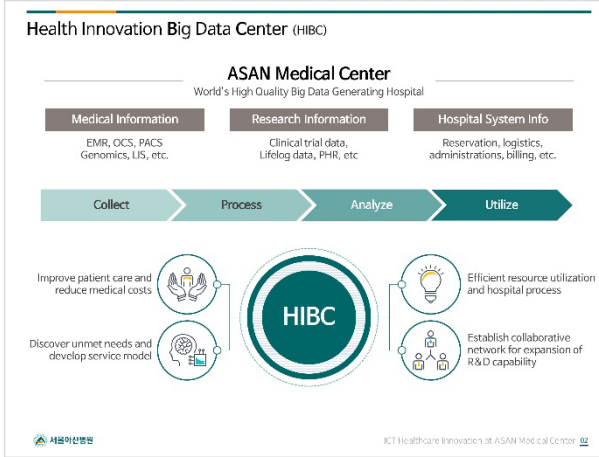 Health Innovation Big Data Center (HIBC)
ASAN Medical Center
World's High Quality Big Data Generating Hospital
Medical Information
EMR, OCS, PACS
Genomics, LIS, etc.
Research Information
Clinical trial data,
Lifelog data, PHR, etc
Hospital System Info
Reservation, logistics,
administrations, billing, etc.
Collect
Process
Analyze
Utilize
Improve patient care and
reduce medical costs
Discover unmet needs and
develop service model
HIBC
Efficient resource utilization
and hospital process
Establish collaborative
network for expansion of
R&D capability
서울아산병원
ICT Healthcare Innovation at ASAN Medical Center 02